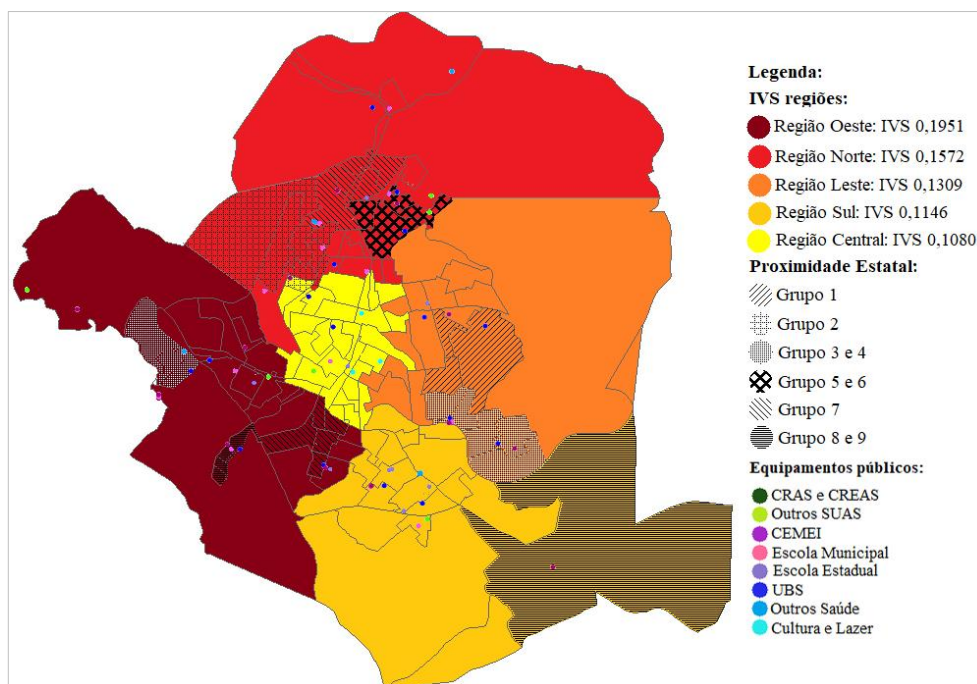 Legenda:
IVS regiões:
Região Oeste: IVS 0,1951
Região Norte: IVS 0,1572
Região Leste: IVS 0,1309
Região Sul: IVS 0,1146
Região Central: IVS 0,1080
Proximidade Estatal:
Grupo 1
Grupo 2
Grupo 3 e 4
Grupo 5 e 6
Grupo 7
Grupo 8 e 9
Equipamentos públicos:
CRAS e CREAS
Outros SUAS
CEMEI
Escola Municipal
Escola Estadual
UBS
Outros Saúde
Cultura e Lazer